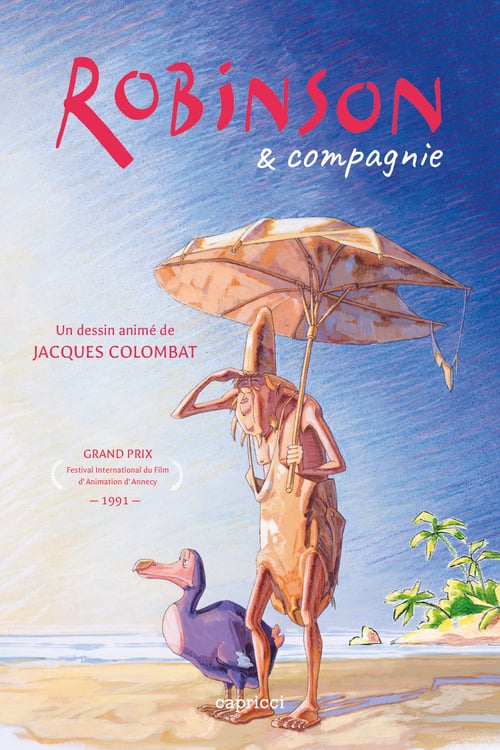 ROBINSON
& compagnie
Un dessin animé de
JACQUES COLOMBAT
GRAND PRIX
Festival International du Film
d'Animation d'Annecy
— 1991 —
capricci